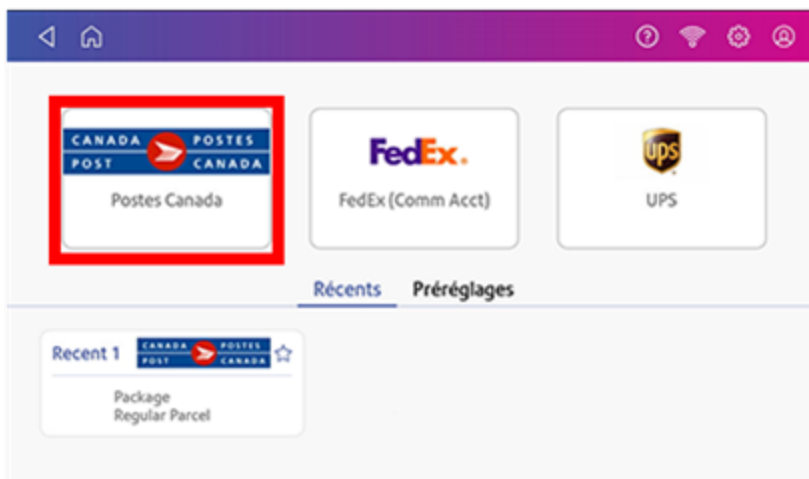 CANADA POSTES
POST CANADA
Postes Canada
FedEx.
FedEx (Comm Acct)
ups
UPS
Récents Préréglages
Recent 1
CANADA POSTES
POST CANADA
Package
Regular Parcel